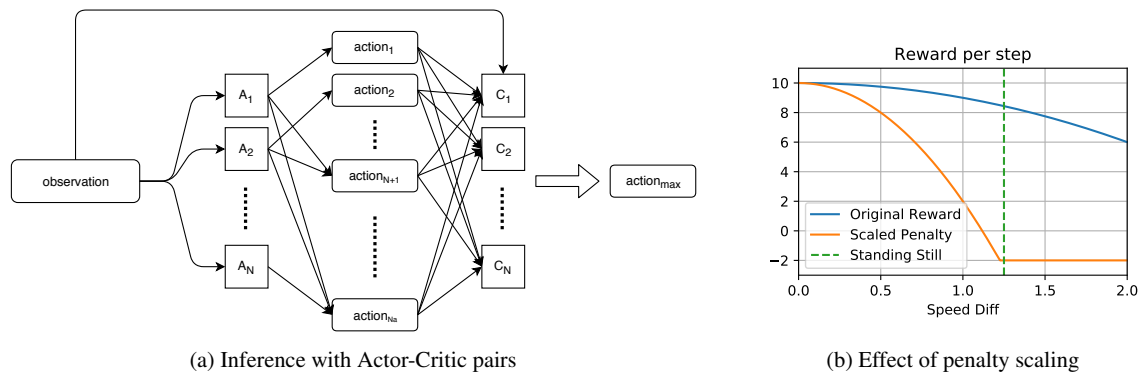 observation
A1
A2
AN
action1
action2
actionN+1
actionNa
C1
C2
CN
actionmax
(a) Inference with Actor-Critic pairs
Reward per step
10
8
6
4
2
0
−2
Original Reward
Scaled Penalty
Standing Still
0.0 0.5 1.0 1.5 2.0
Speed Diff
(b) Effect of penalty scaling